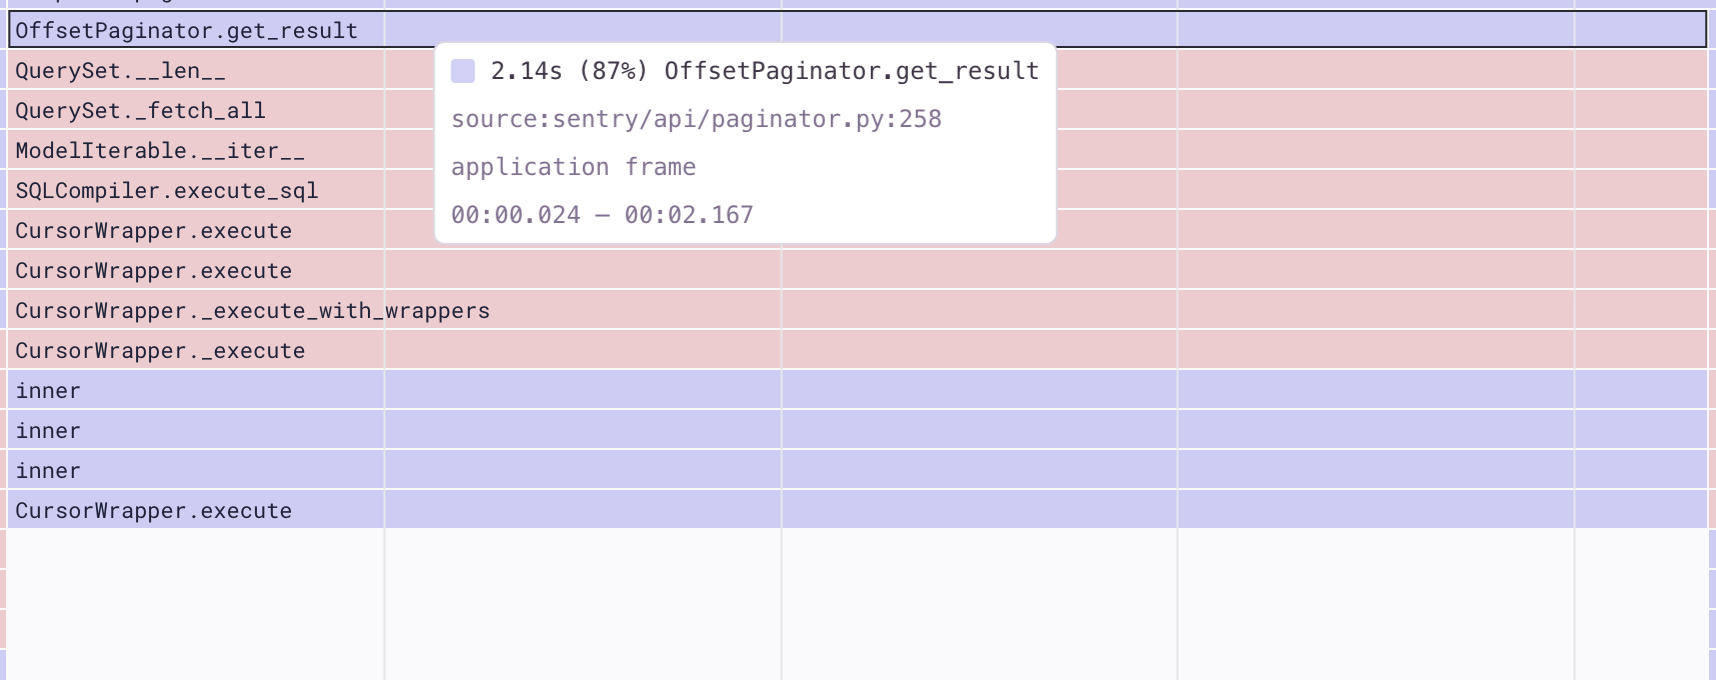 OffsetPaginator.get_result
QuerySet.__len__
2.14s (87%) OffsetPaginator.get_result
QuerySet._fetch_all
source:sentry/api/paginator.py:258
ModelIterable.__iter__
application frame
SQLCompiler.execute_sql
00:00.024 — 00:02.167
CursorWrapper.execute
CursorWrapper.execute
CursorWrapper._execute_with_wrappers
CursorWrapper._execute
inner
inner
inner
CursorWrapper.execute